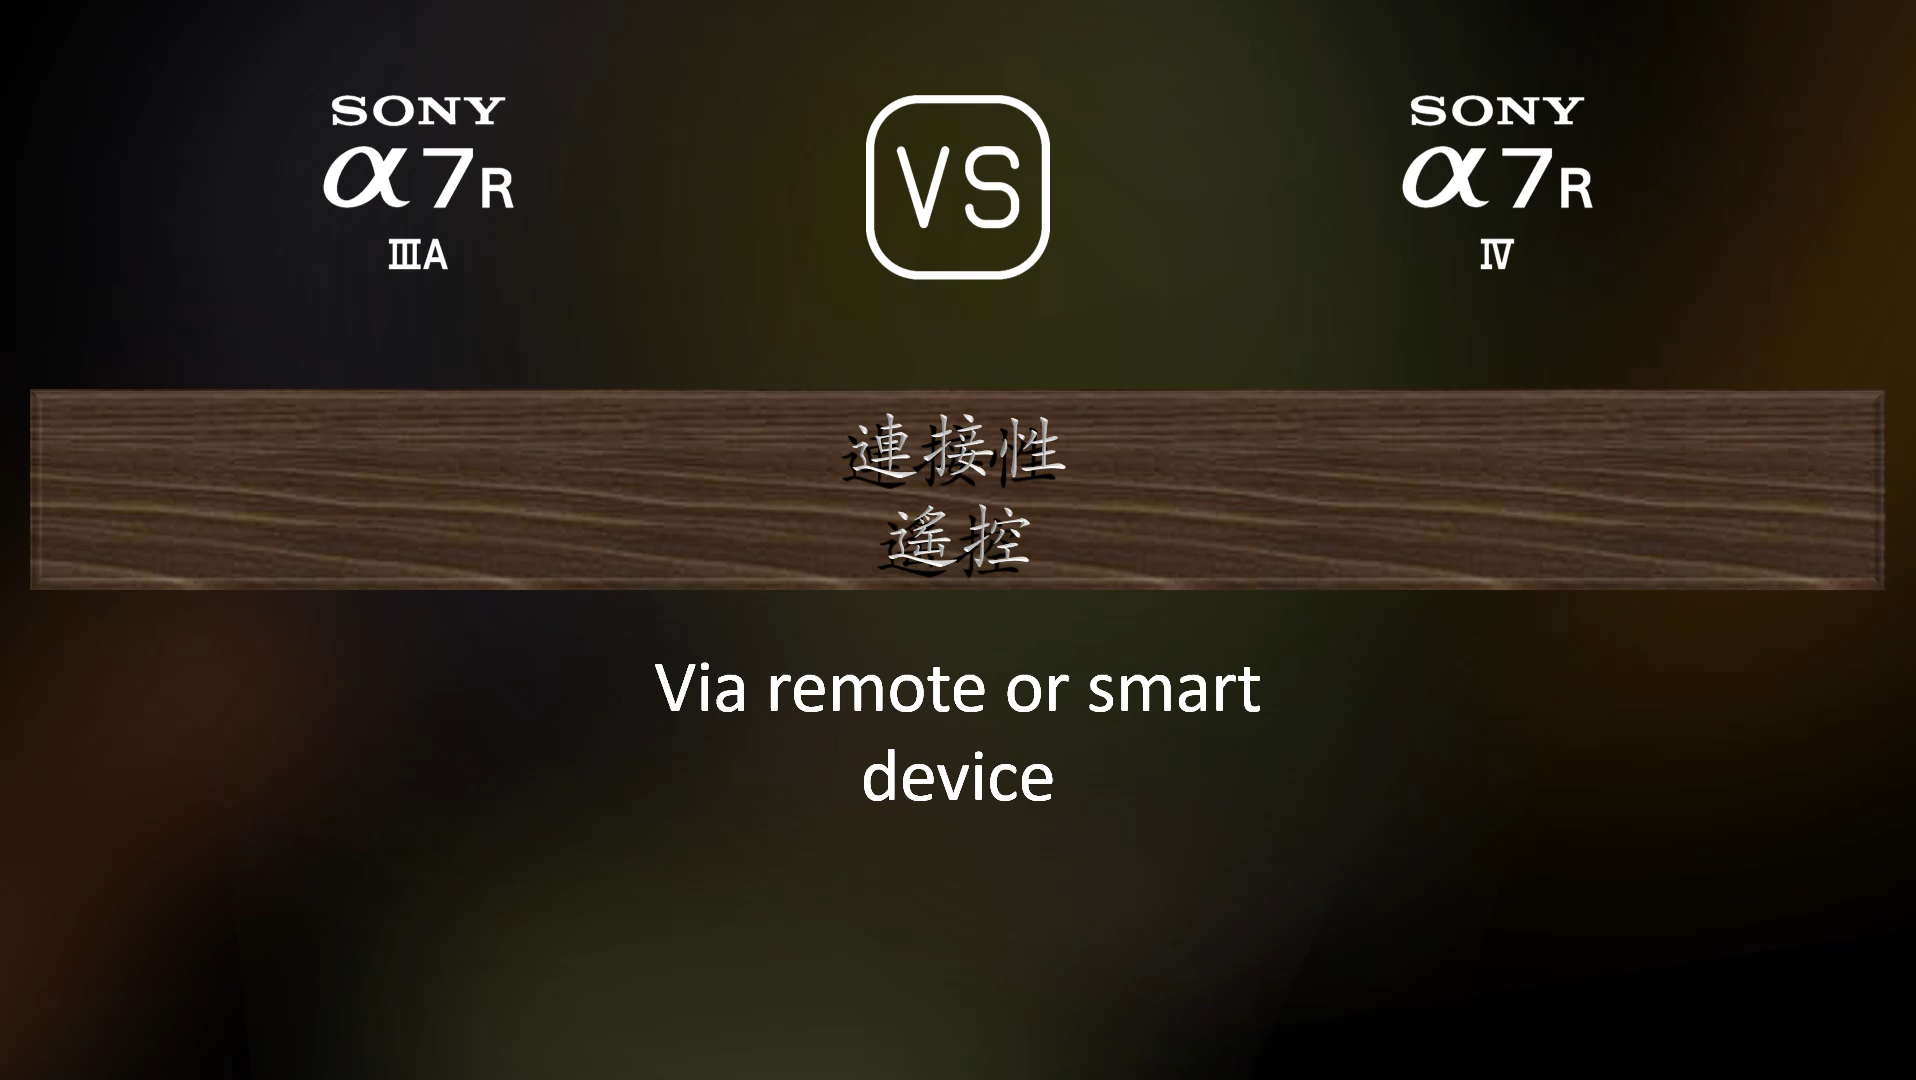 SONY
α7R
ⅢA
VS
SONY
α7R
Ⅳ
連接性
遙控
Via remote or smart
device